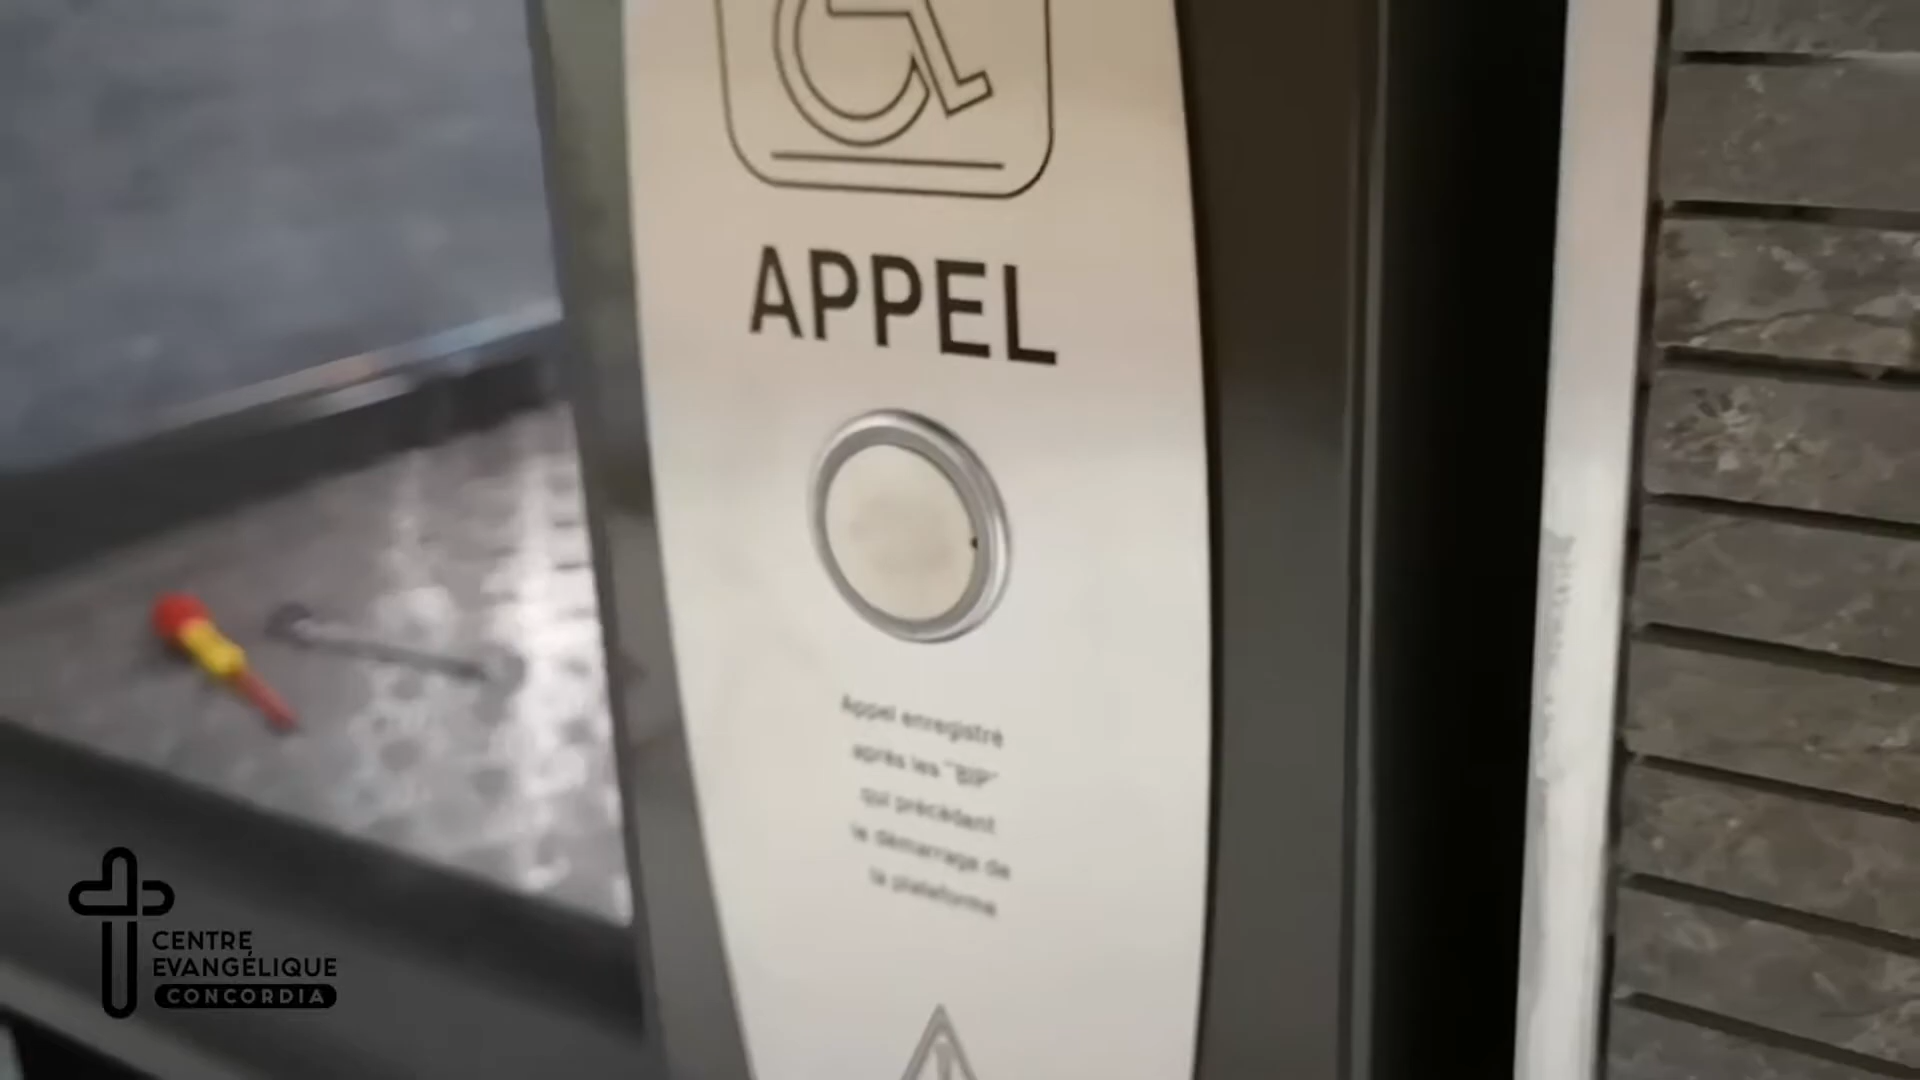 APPEL
Appel enregistré
après les "BIP"
qui précèdent
le démarrage de
la plateforme
CENTRE
EVANGÉLIQUE
CONCORDIA